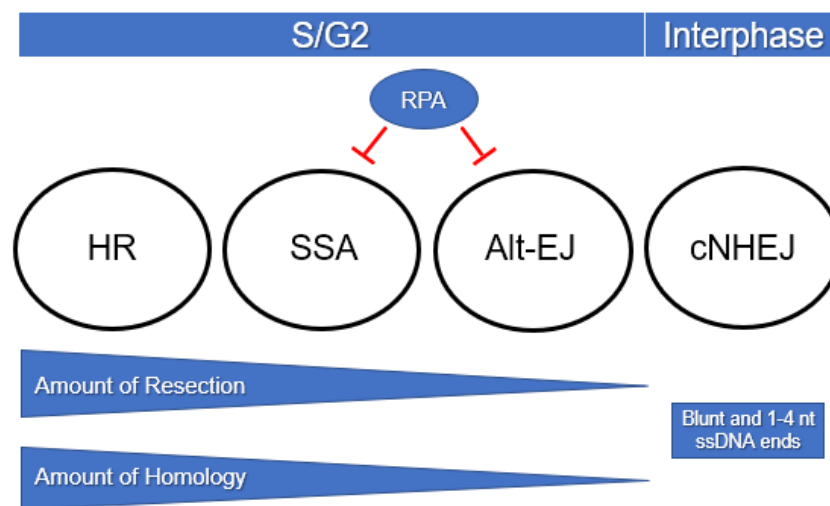 S/G2
Interphase
RPA
HR
SSA
Alt-EJ
cNHEJ
Amount of Resection
Blunt and 1-4 nt
ssDNA ends
Amount of Homology